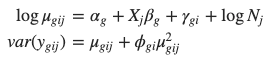 log μgij = αg + Xjβg + γgi + log Nj
var(ygij) = μgij + ϕgiμ²gij